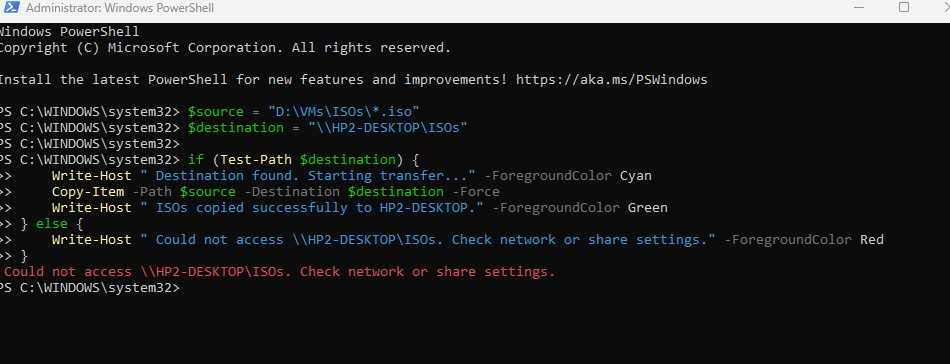 Administrator: Windows PowerShell
Windows PowerShell
Copyright (C) Microsoft Corporation. All rights reserved.
Install the latest PowerShell for new features and improvements! https://aka.ms/PSWindows
PS C:\WINDOWS\system32> $source = "D:\VMs\ISOs\*.iso"
PS C:\WINDOWS\system32> $destination = "\\HP2-DESKTOP\ISOs"
PS C:\WINDOWS\system32>
PS C:\WINDOWS\system32> if (Test-Path $destination) {
>>     Write-Host " Destination found. Starting transfer..." -ForegroundColor Cyan
>>     Copy-Item -Path $source -Destination $destination -Force
>>     Write-Host " ISOs copied successfully to HP2-DESKTOP." -ForegroundColor Green
>> } else {
>>     Write-Host " Could not access \\HP2-DESKTOP\ISOs. Check network or share settings." -ForegroundColor Red
>> }
 Could not access \\HP2-DESKTOP\ISOs. Check network or share settings.
PS C:\WINDOWS\system32>